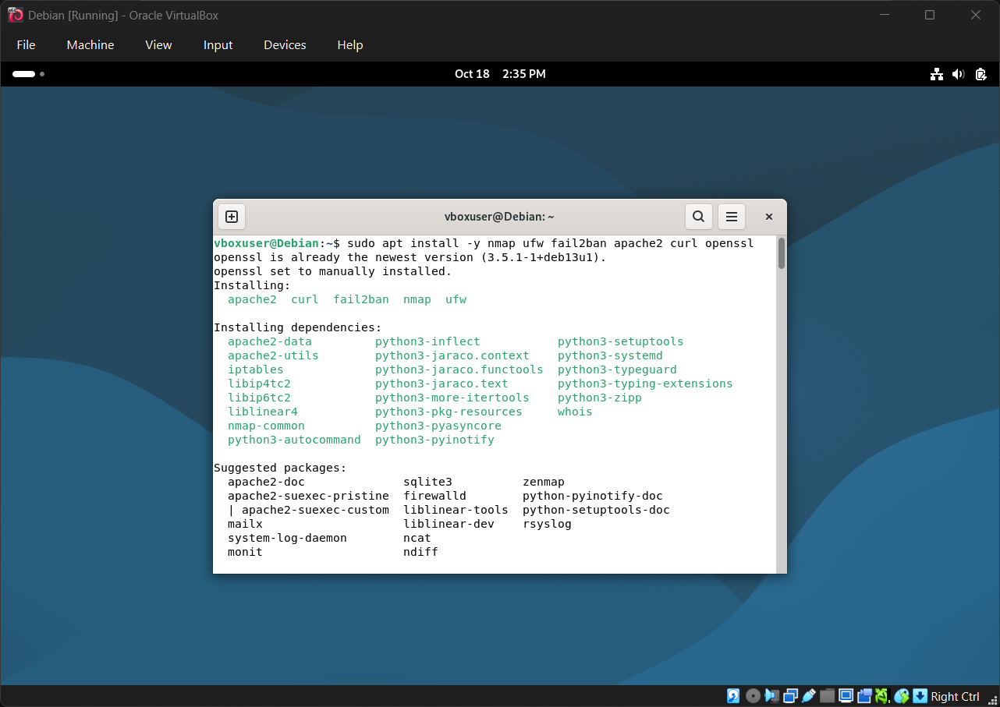 Debian [Running] - Oracle VirtualBox
File Machine View Input Devices Help
Oct 18 2:35 PM
vboxuser@Debian: ~
vboxuser@Debian:~$ sudo apt install -y nmap ufw fail2ban apache2 curl openssl
openssl is already the newest version (3.5.1-1+deb13u1).
openssl set to manually installed.
Installing:
  apache2  curl  fail2ban  nmap  ufw

Installing dependencies:
  apache2-data         python3-inflect           python3-setuptools
  apache2-utils        python3-jaraco.context    python3-systemd
  iptables             python3-jaraco.functools  python3-typeguard
  libip4tc2            python3-jaraco.text       python3-typing-extensions
  libip6tc2            python3-more-itertools    python3-zipp
  liblinear4           python3-pkg-resources     whois
  nmap-common          python3-pyasyncore
  python3-autocommand  python3-pyinotify

Suggested packages:
  apache2-doc              sqlite3          zenmap
  apache2-suexec-pristine  firewalld        python-pyinotify-doc
  | apache2-suexec-custom  liblinear-tools  python-setuptools-doc
  mailx                    liblinear-dev    rsyslog
  system-log-daemon        ncat
  monit                    ndiff
Right Ctrl